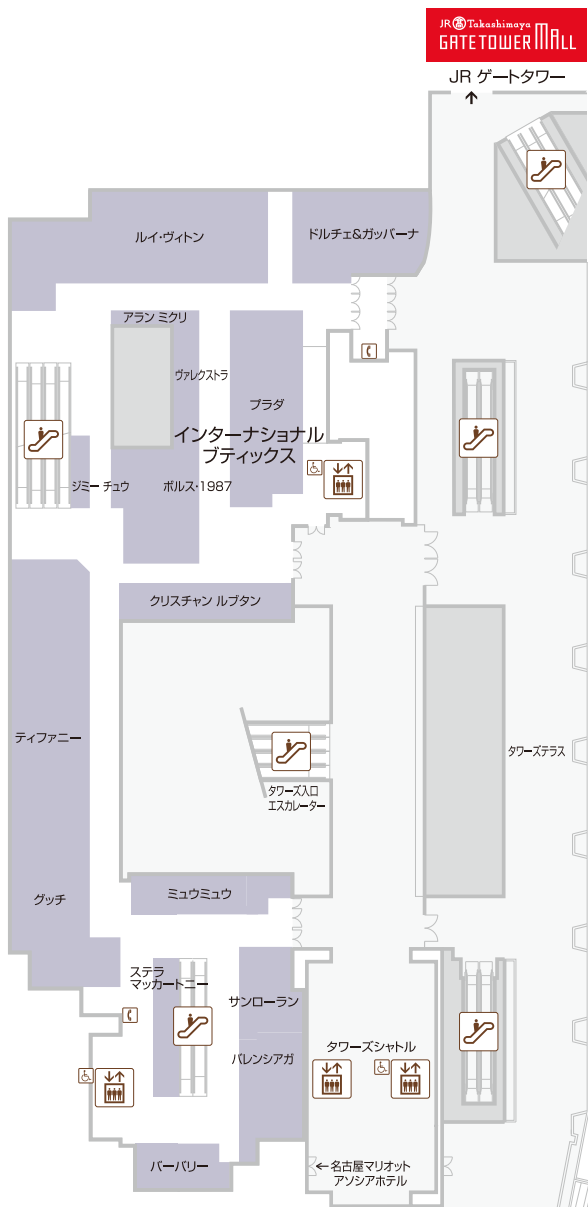 JR 髙 Takashimaya
GATETOWER MALL
JR ゲートタワー
ルイ・ヴィトン
ドルチェ&ガッバーナ
アラン ミクリ
ヴァレクストラ
プラダ
インターナショナル
ブティックス
ジミー チュウ
ボルス・1987
クリスチャン ルブタン
ティファニー
タワーズテラス
タワーズ入口
エスカレーター
ミュウミュウ
グッチ
ステラ
マッカートニー
サンローラン
タワーズシャトル
バレンシアガ
バーバリー
←名古屋マリオット
アソシアホテル